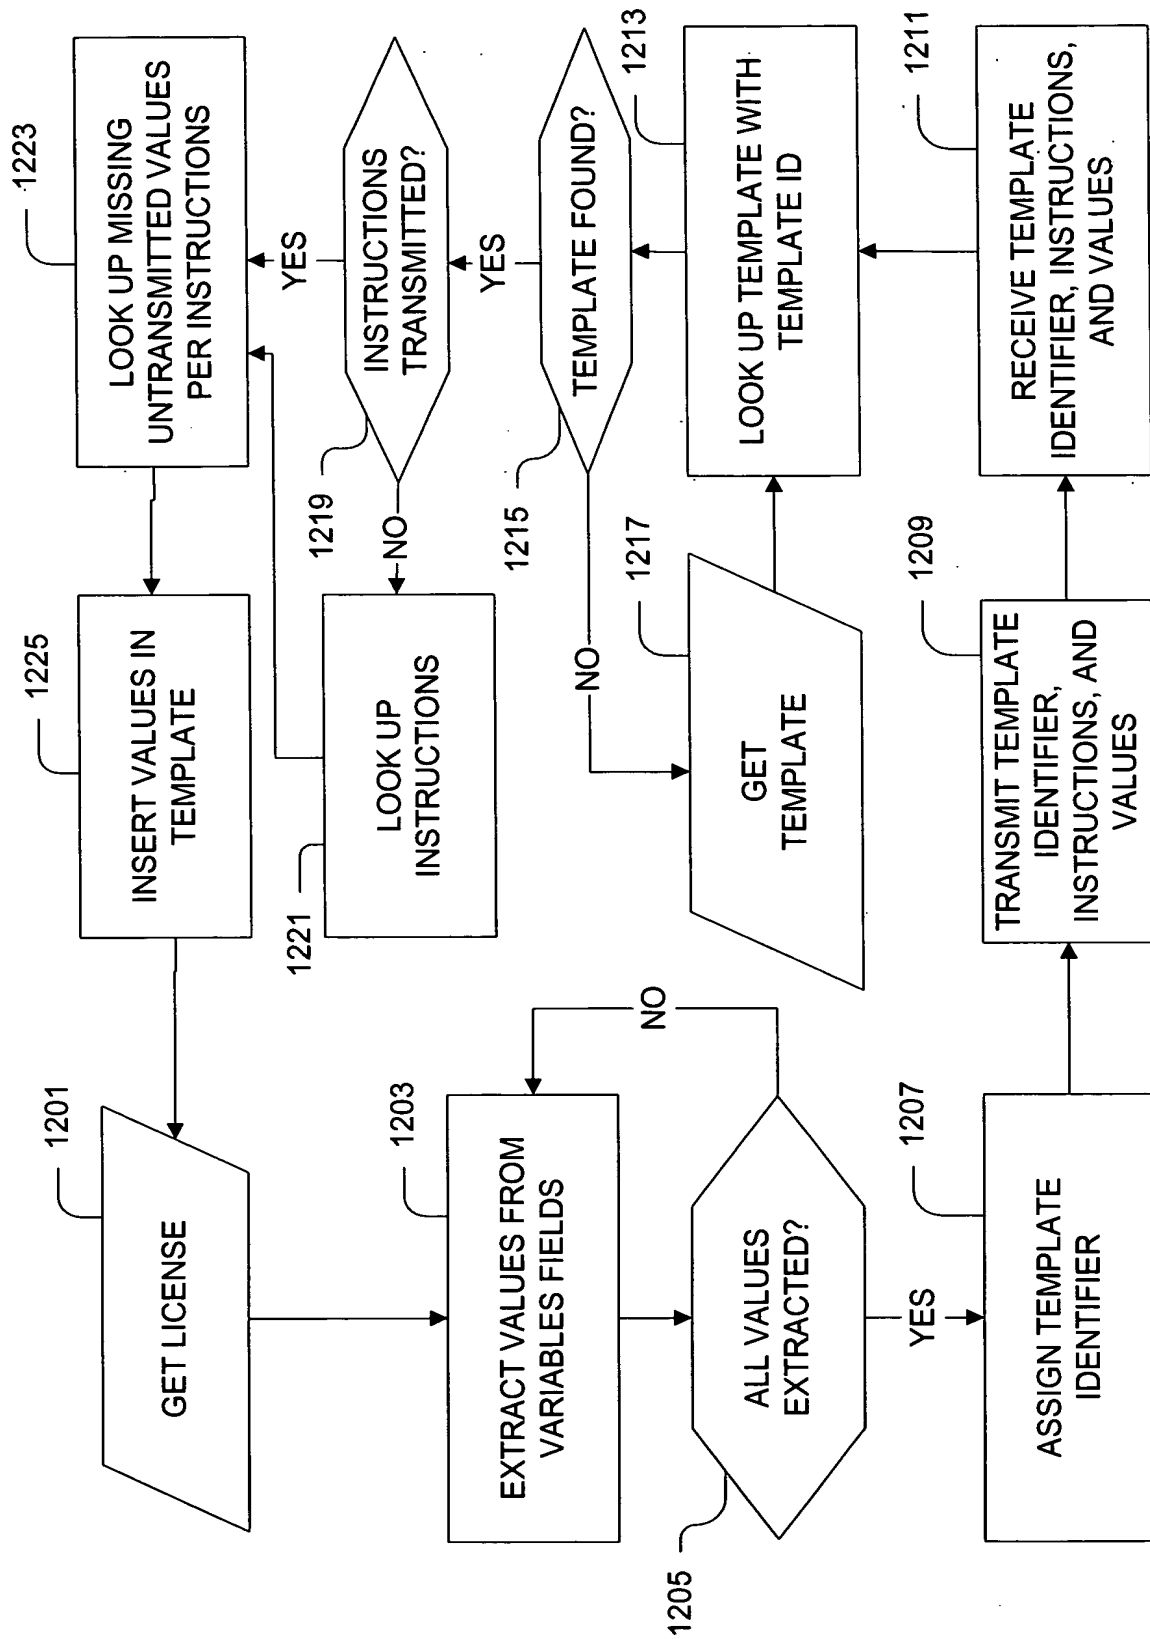 1201
GET LICENSE
1203
EXTRACT VALUES FROM
VARIABLES FIELDS
NO
1205
ALL VALUES
EXTRACTED?
YES
1207
ASSIGN TEMPLATE
IDENTIFIER
1209
TRANSMIT TEMPLATE
IDENTIFIER,
INSTRUCTIONS, AND
VALUES
1211
RECEIVE TEMPLATE
IDENTIFIER, INSTRUCTIONS,
AND VALUES
1213
LOOK UP TEMPLATE WITH
TEMPLATE ID
1215
TEMPLATE FOUND?
NO
1217
GET
TEMPLATE
YES
1219
INSTRUCTIONS
TRANSMITTED?
NO
1221
LOOK UP
INSTRUCTIONS
YES
1223
LOOK UP MISSING
UNTRANSMITTED VALUES
PER INSTRUCTIONS
1225
INSERT VALUES IN
TEMPLATE